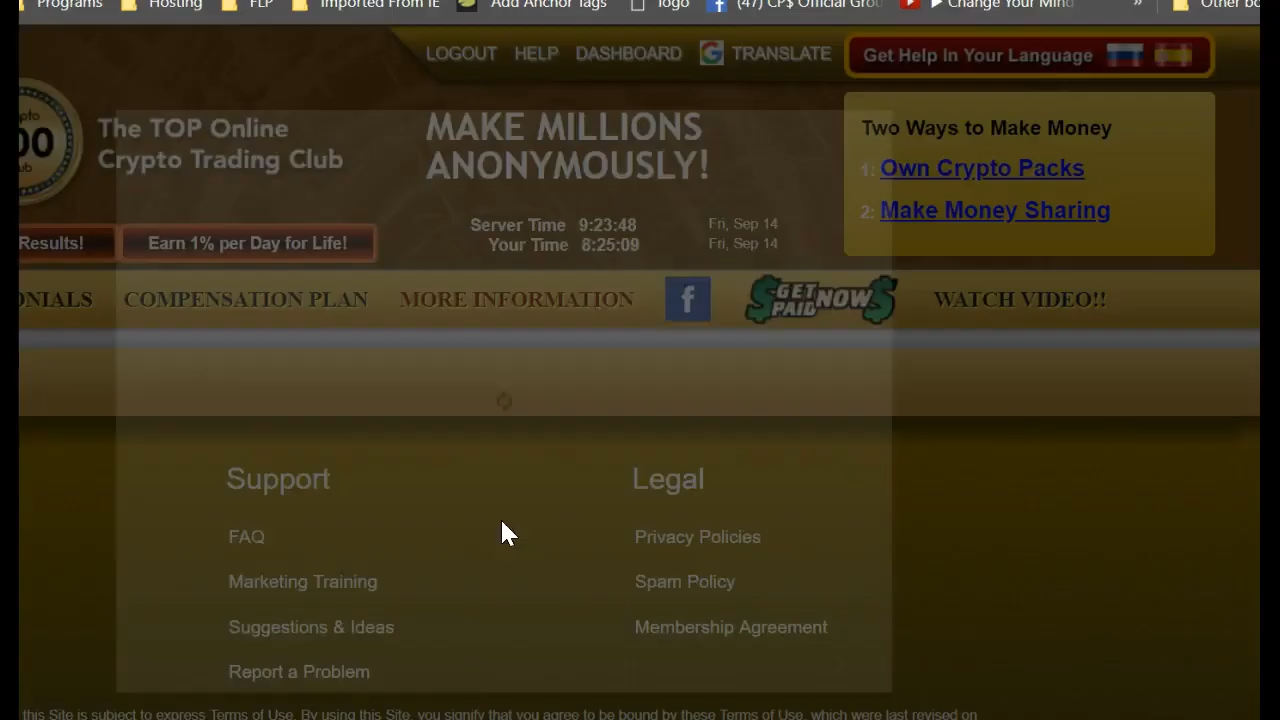 Programs Hosting FLP Imported From IE Add Anchor Tags logo (47) CP$ Official Grou Change Your Mind » Other bo
LOGOUT HELP DASHBOARD TRANSLATE Get Help In Your Language
The TOP Online
Crypto Trading Club
MAKE MILLIONS
ANONYMOUSLY!
Two Ways to Make Money
1: Own Crypto Packs
2: Make Money Sharing
Server Time 9:23:48 Fri, Sep 14
Your Time 8:25:09 Fri, Sep 14
Results! Earn 1% per Day for Life!
ONIALS COMPENSATION PLAN MORE INFORMATION f $GET PAID NOW$ WATCH VIDEO!!
Support Legal
FAQ Privacy Policies
Marketing Training Spam Policy
Suggestions & Ideas Membership Agreement
Report a Problem
this Site is subject to express Terms of Use. By using this Site, you signify that you agree to be bound by these Terms of Use, which were last revised on